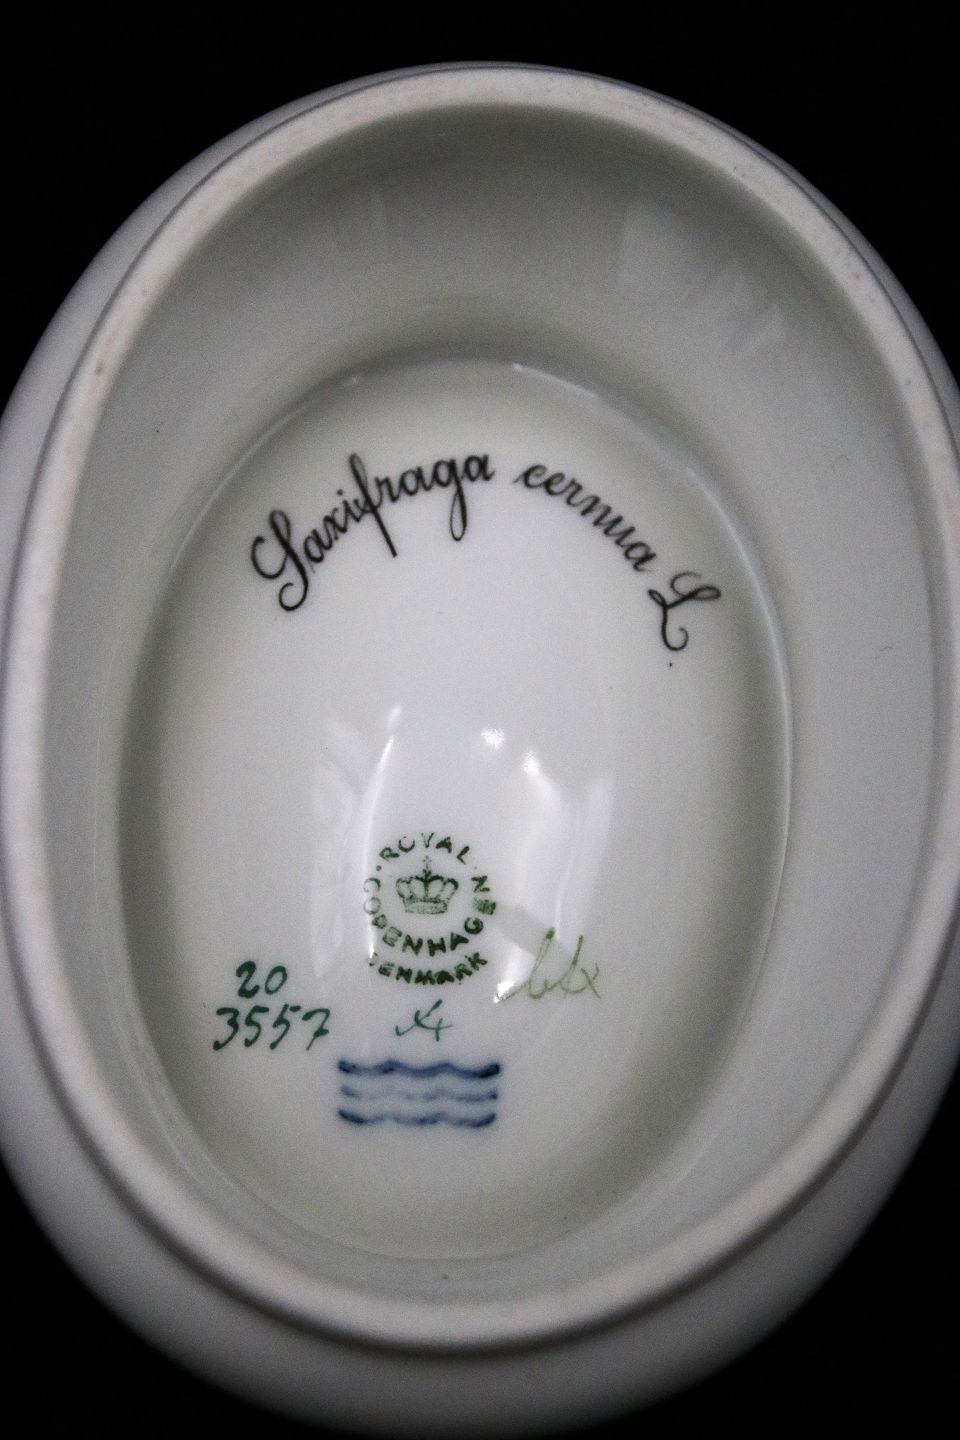 Saxifraga cernua L.
ROYAL COPENHAGEN
DENMARK
20
3557